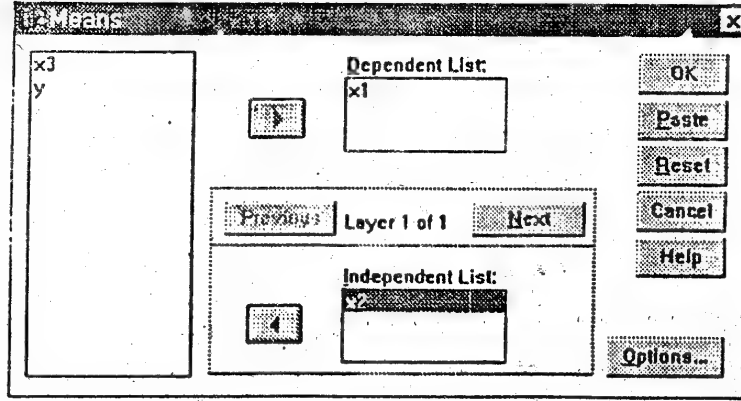 Means
x3
y
Dependent List:
x1
OK
Paste
Reset
Cancel
Help
Previous
Layer 1 of 1
Next
Independent List:
x2
Options...